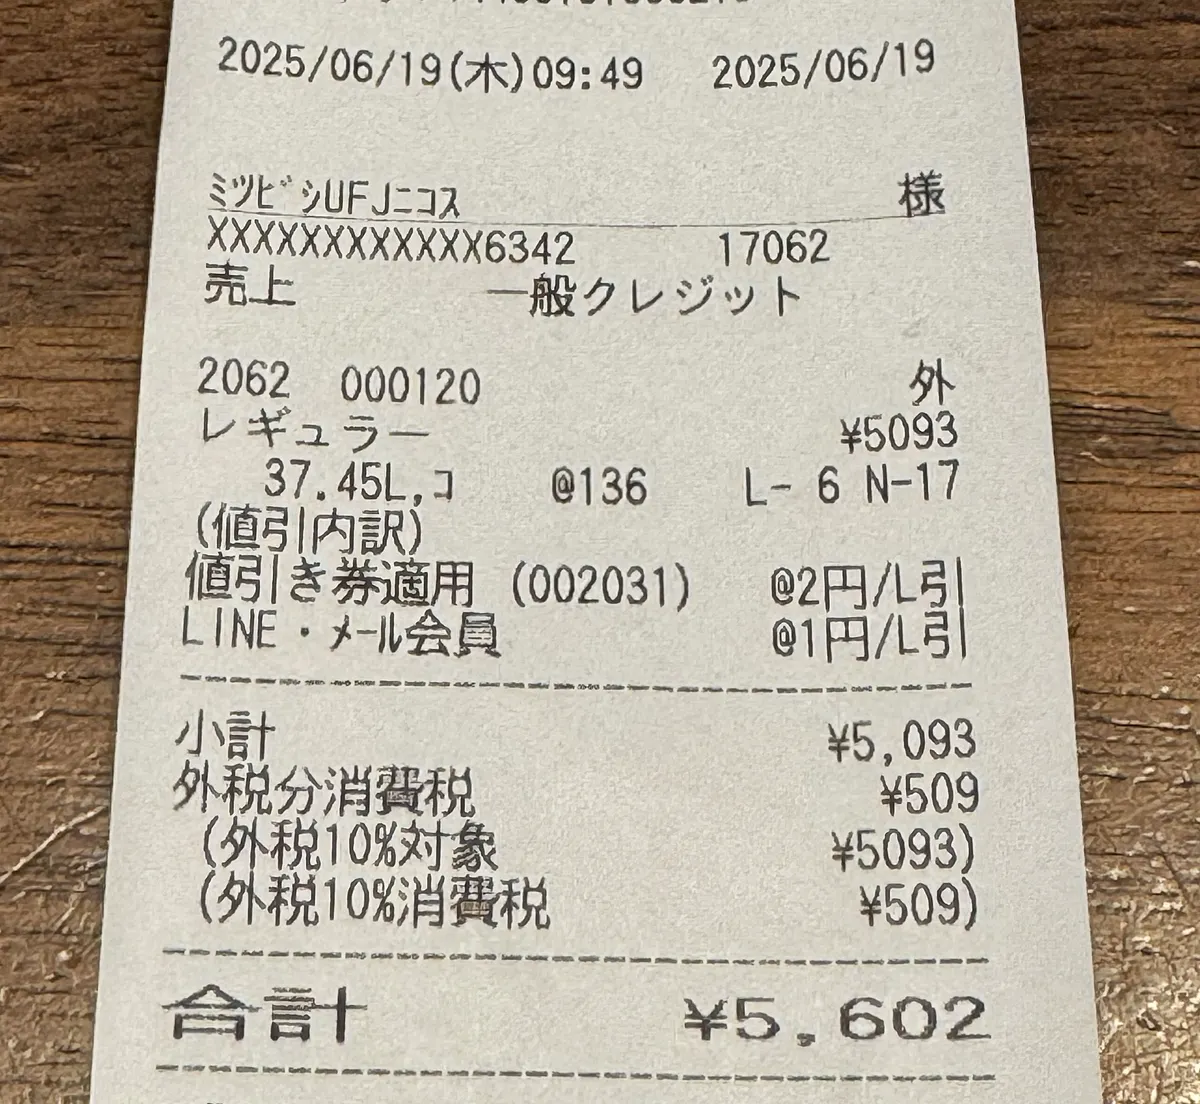 2025/06/19(木)09:49 2025/06/19
ミツビシUFJニコス 様
XXXXXXXXXXXX6342 17062
売上 一般クレジット
2062 000120 外
レギュラー ¥5093
37.45L,コ @136 L- 6 N-17
(値引内訳)
値引き券適用 (002031) @2円/L引
LINE・メール会員 @1円/L引
小計 ¥5,093
外税分消費税 ¥509
(外税10%対象 ¥5093)
(外税10%消費税 ¥509)
合計 ¥5,602